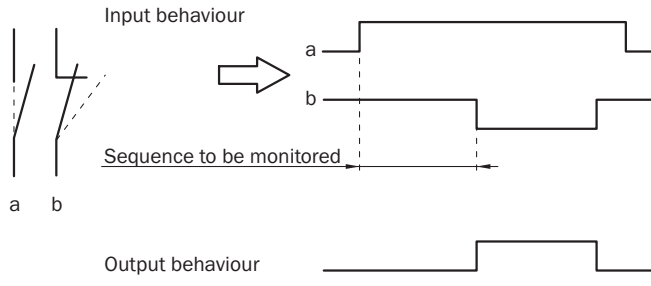 Input behaviour
a
b
Sequence to be monitored
a b
Output behaviour